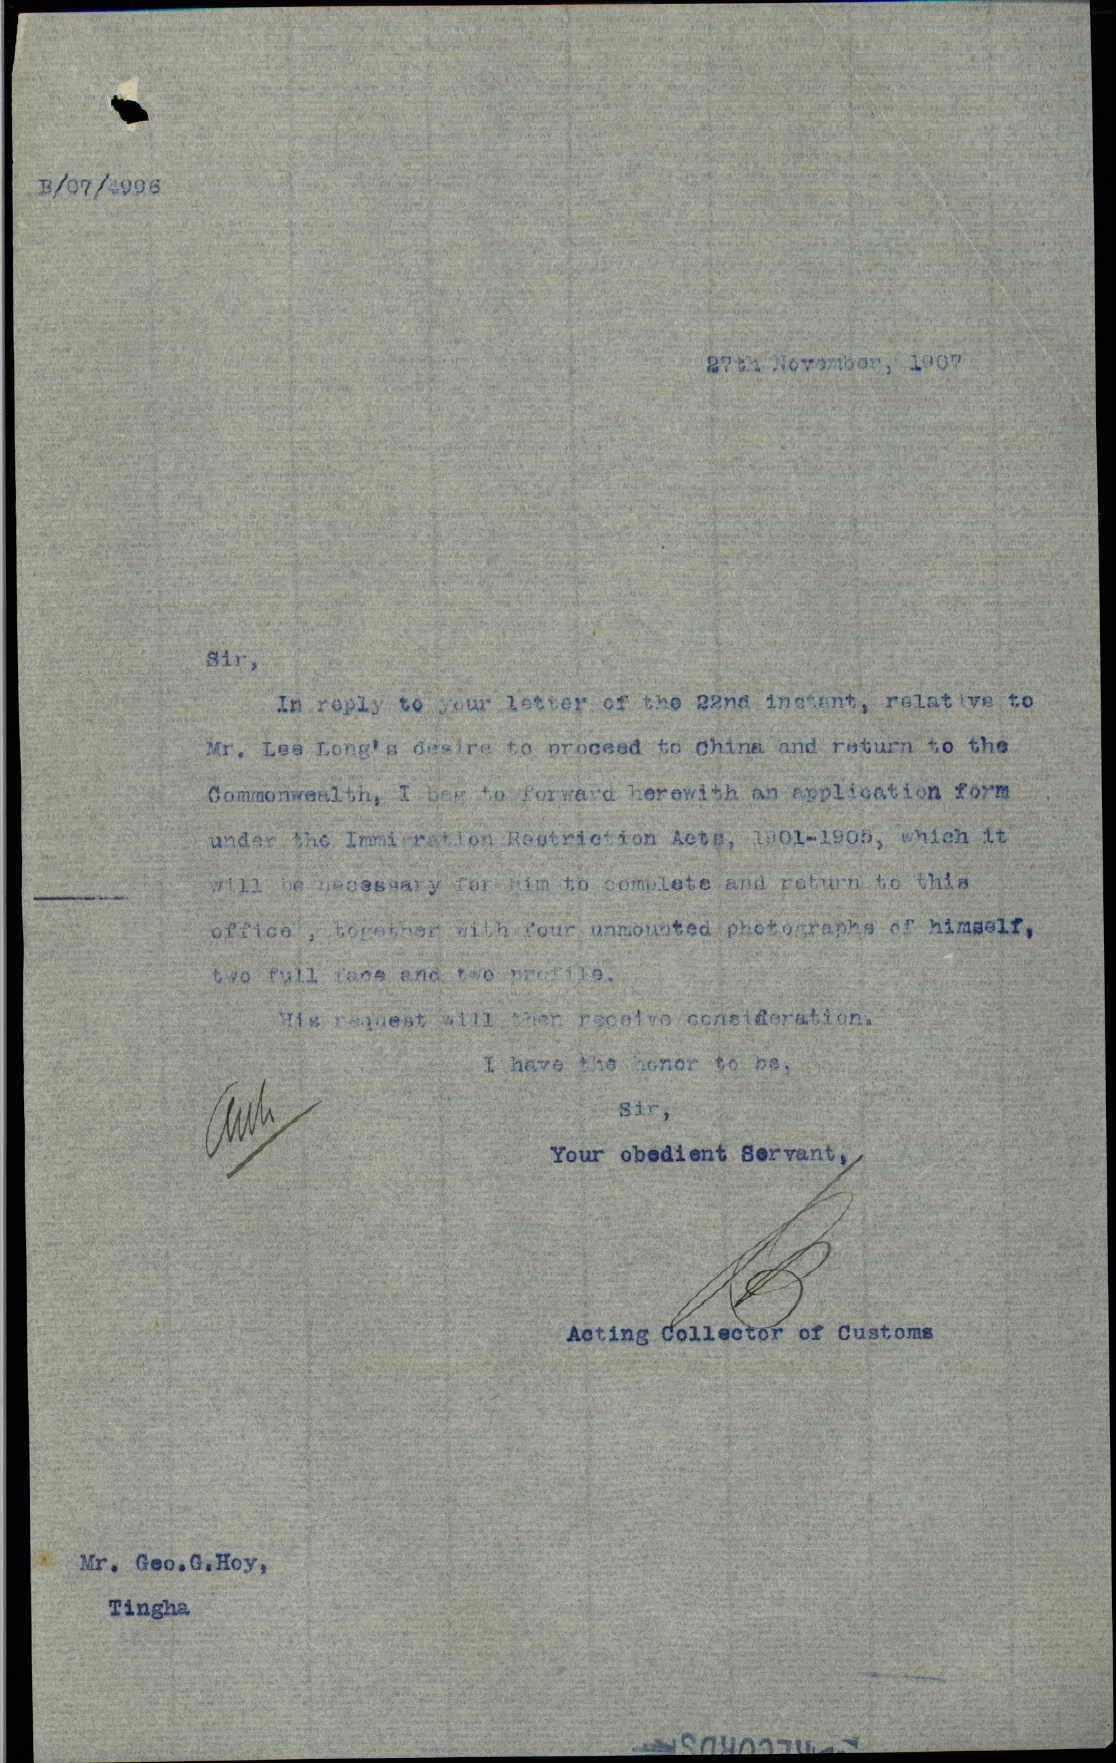 B/07/4996
27th November, 1907
Sir,
In reply to your letter of the 22nd instant, relative to
Mr. Lee Long's desire to proceed to China and return to the
Commonwealth, I beg to forward herewith an application form
under the Immigration Restriction Acts, 1901-1905, which it
will be necessary for him to complete and return to this
office , together with four unmounted photographs of himself,
two full face and two profile.
His request will then receive consideration.
I have the honor to be,
Sir,
Your obedient Servant,
Acting Collector of Customs
Mr. Geo.G.Hoy,
Tingha
RECORDS